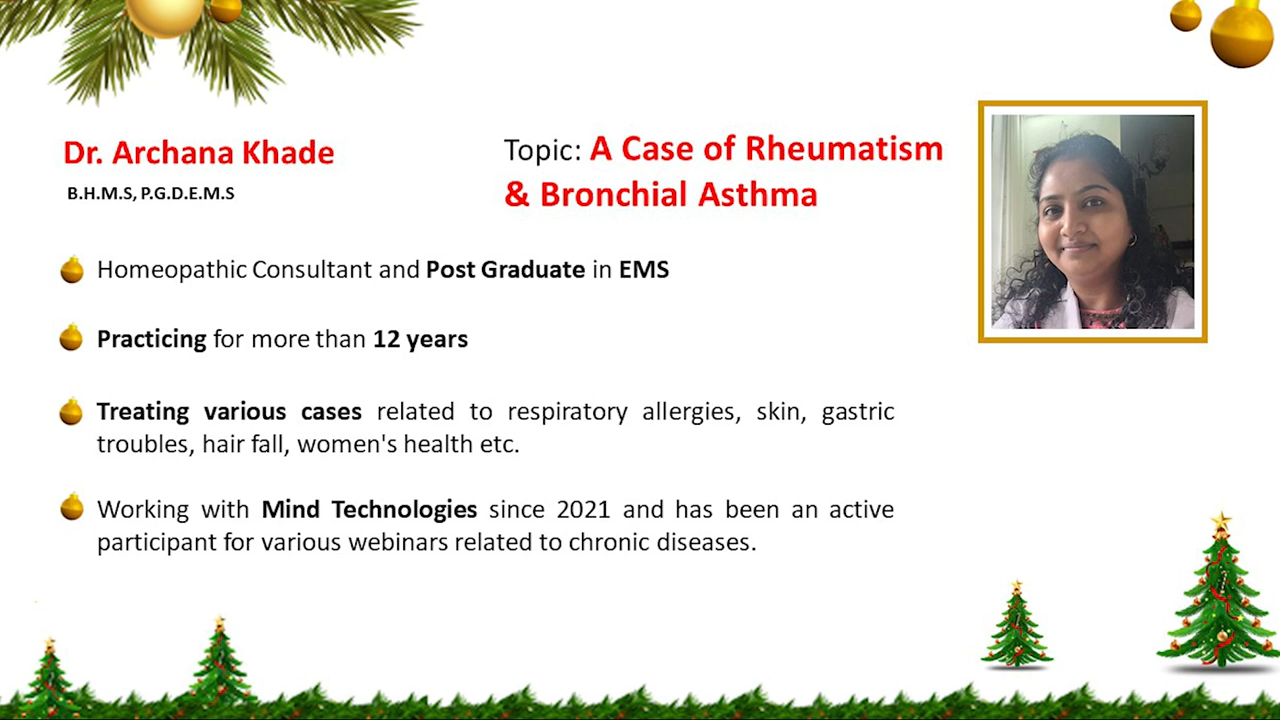 Dr. Archana Khade
B.H.M.S, P.G.D.E.M.S
Topic: A Case of Rheumatism
& Bronchial Asthma
Homeopathic Consultant and Post Graduate in EMS
Practicing for more than 12 years
Treating various cases related to respiratory allergies, skin, gastric
troubles, hair fall, women's health etc.
Working with Mind Technologies since 2021 and has been an active
participant for various webinars related to chronic diseases.